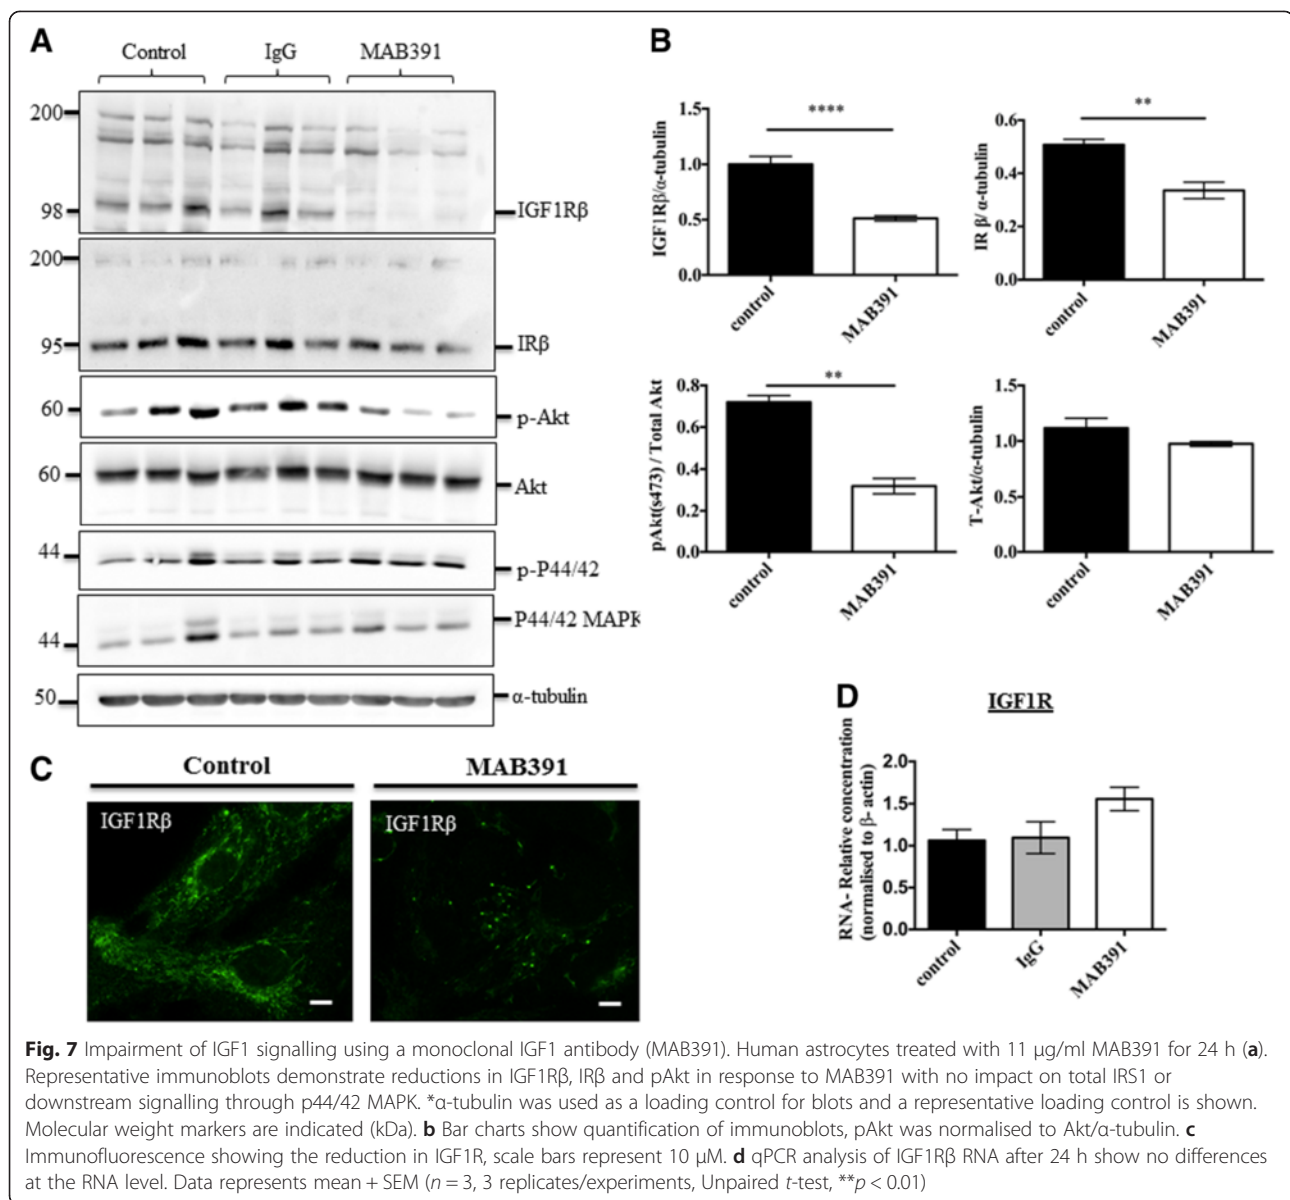 A
Control IgG MAB391
200
98
IGF1Rβ
200
95
IRβ
60
p-Akt
60
Akt
44
p-P44/42
P44/42 MAPK
44
50
α-tubulin
B
1.5
1.0
0.5
0.0
IGF1Rβ/α-tubulin
****
control
MAB391
0.6
0.4
0.2
0.0
IR β/ α-tubulin
**
control
MAB391
0.8
0.6
0.4
0.2
0.0
pAkt(s473) / Total Akt
**
control
MAB391
1.5
1.0
0.5
0.0
T-Akt/α-tubulin
control
MAB391
C
Control MAB391
IGF1Rβ
IGF1Rβ
D
IGF1R
RNA- Relative concentration
(normalised to β- actin)
2.0
1.5
1.0
0.5
0.0
control
IgG
MAB391
Fig. 7 Impairment of IGF1 signalling using a monoclonal IGF1 antibody (MAB391). Human astrocytes treated with 11 μg/ml MAB391 for 24 h (a).
Representative immunoblots demonstrate reductions in IGF1Rβ, IRβ and pAkt in response to MAB391 with no impact on total IRS1 or
downstream signalling through p44/42 MAPK. *α-tubulin was used as a loading control for blots and a representative loading control is shown.
Molecular weight markers are indicated (kDa). b Bar charts show quantification of immunoblots, pAkt was normalised to Akt/α-tubulin. c
Immunofluorescence showing the reduction in IGF1R, scale bars represent 10 μM. d qPCR analysis of IGF1Rβ RNA after 24 h show no differences
at the RNA level. Data represents mean + SEM (n = 3, 3 replicates/experiments, Unpaired t-test, **p < 0.01)